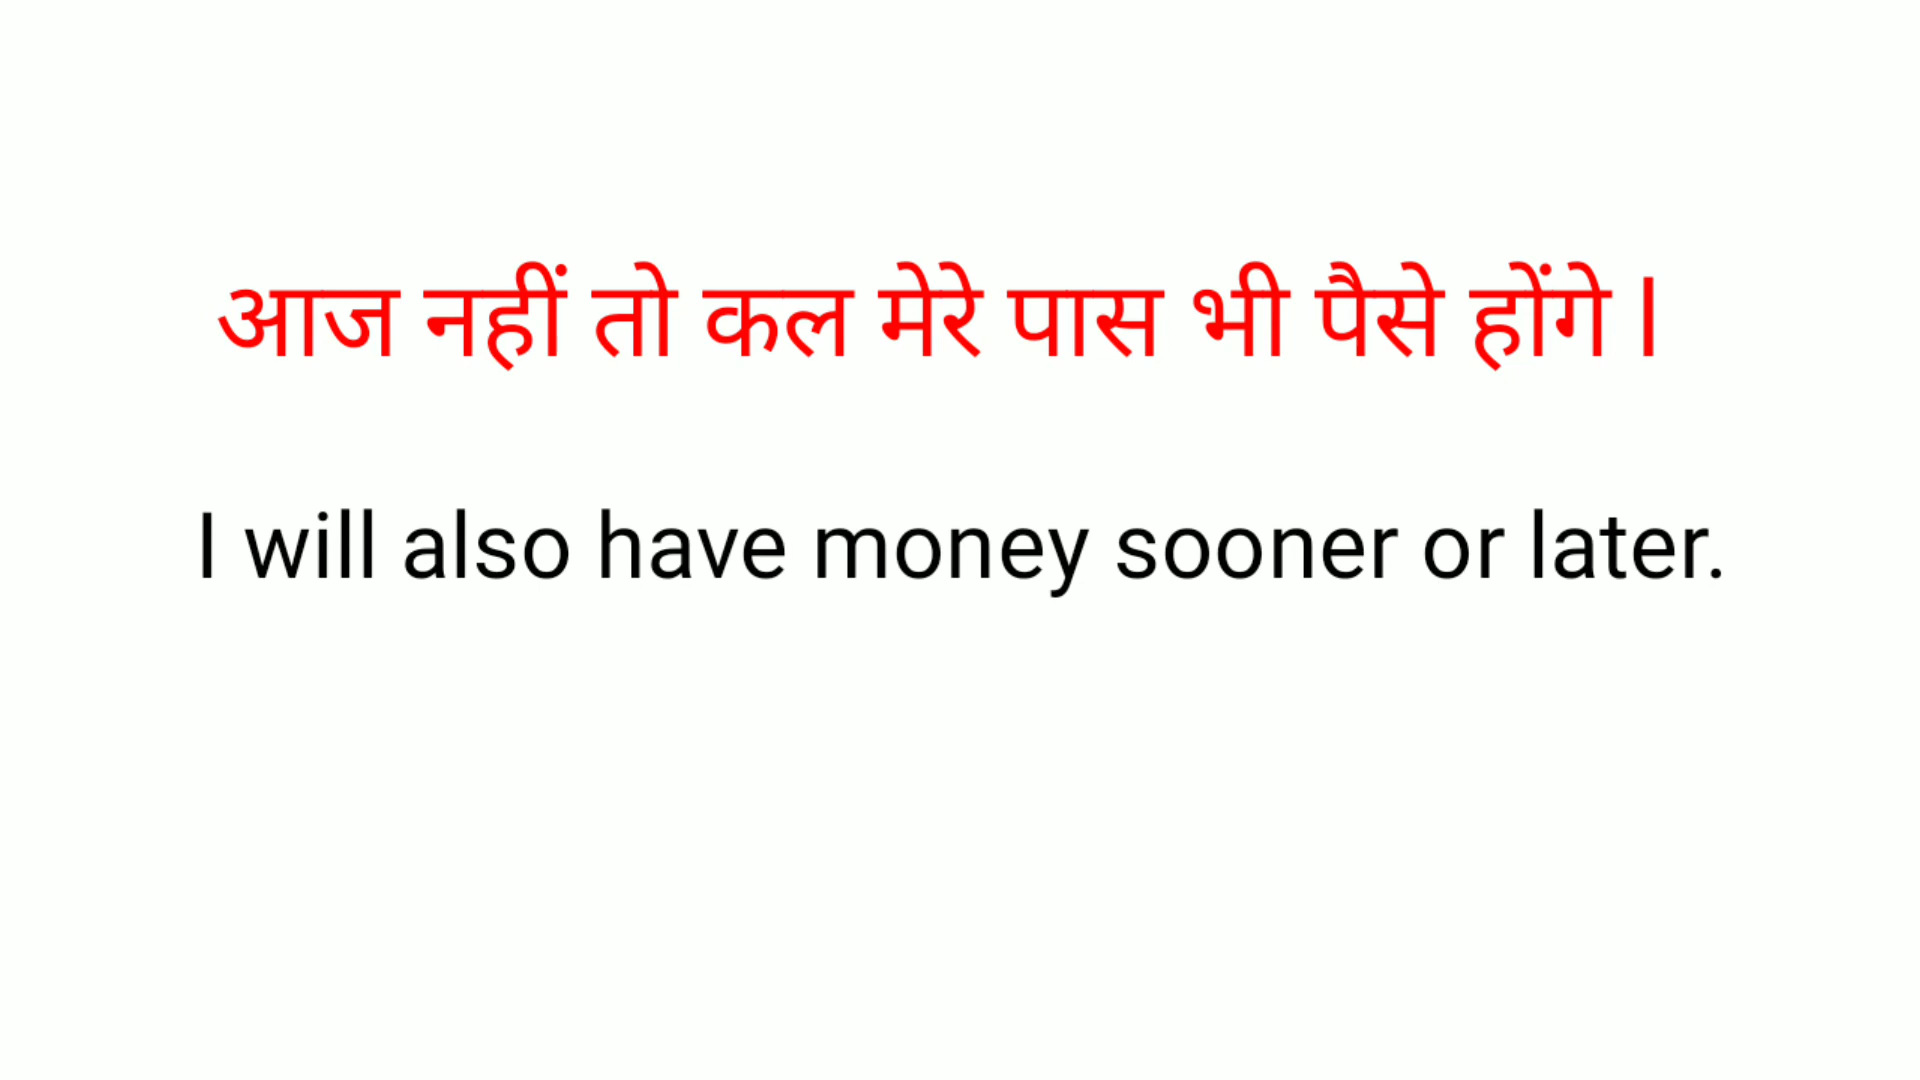 आज नहीं तो कल मेरे पास भी पैसे होंगे।
I will also have money sooner or later.